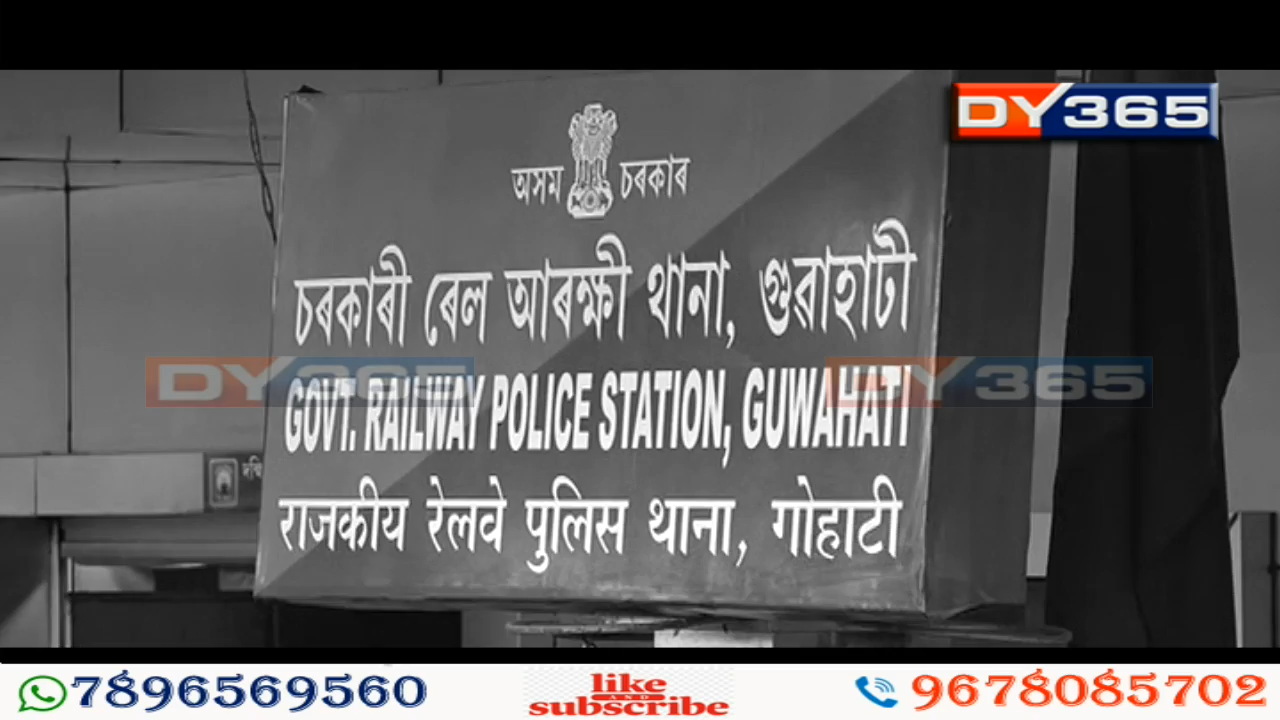 DY365
অসম চৰকাৰ
চৰকাৰী ৰেল আৰক্ষী থানা, গুৱাহাটী
DY365 DY365
GOVT. RAILWAY POLICE STATION, GUWAHATI
राजकीय रेलवे पुलिस थाना, गोहाटी
7896569560 like AND subscribe 9678085702